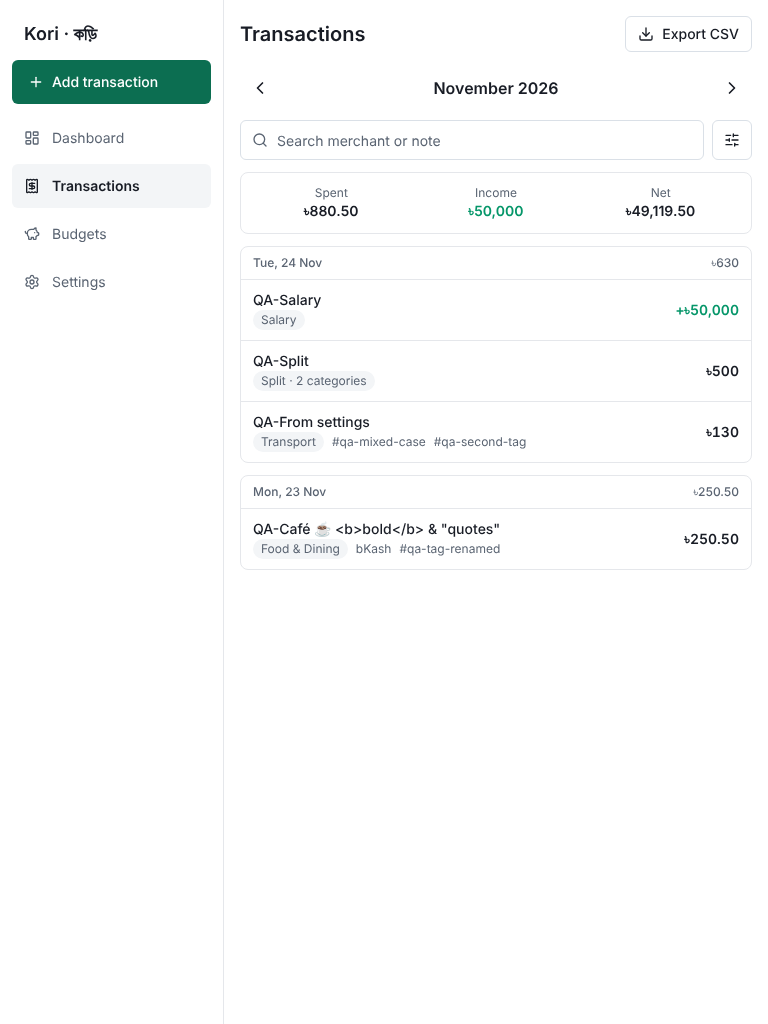 Kori · কড়ি
Add transaction
Dashboard
Transactions
Budgets
Settings
Transactions
Export CSV
November 2026
Search merchant or note
Spent
৳880.50
Income
৳50,000
Net
৳49,119.50
Tue, 24 Nov
৳630
QA-Salary
Salary
+৳50,000
QA-Split
Split · 2 categories
৳500
QA-From settings
Transport #qa-mixed-case #qa-second-tag
৳130
Mon, 23 Nov
৳250.50
QA-Café ☕ <b>bold</b> & "quotes"
Food & Dining bKash #qa-tag-renamed
৳250.50